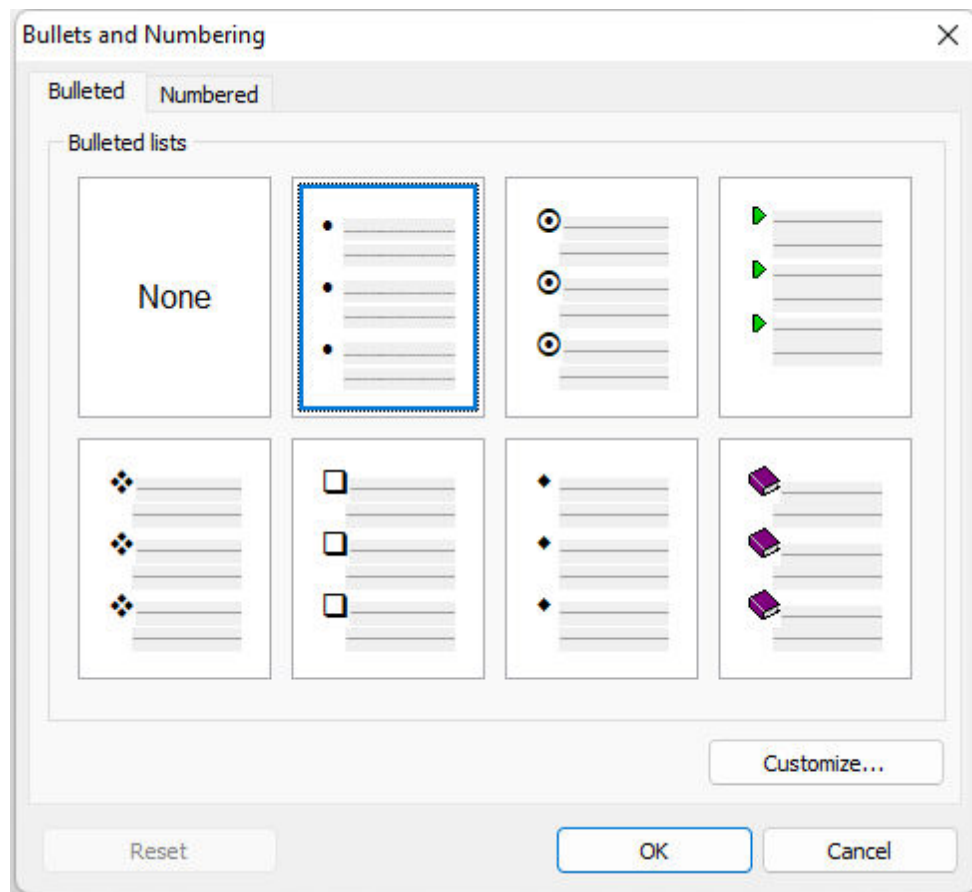 Bullets and Numbering
Bulleted Numbered
Bulleted lists
None
Customize...
Reset OK Cancel